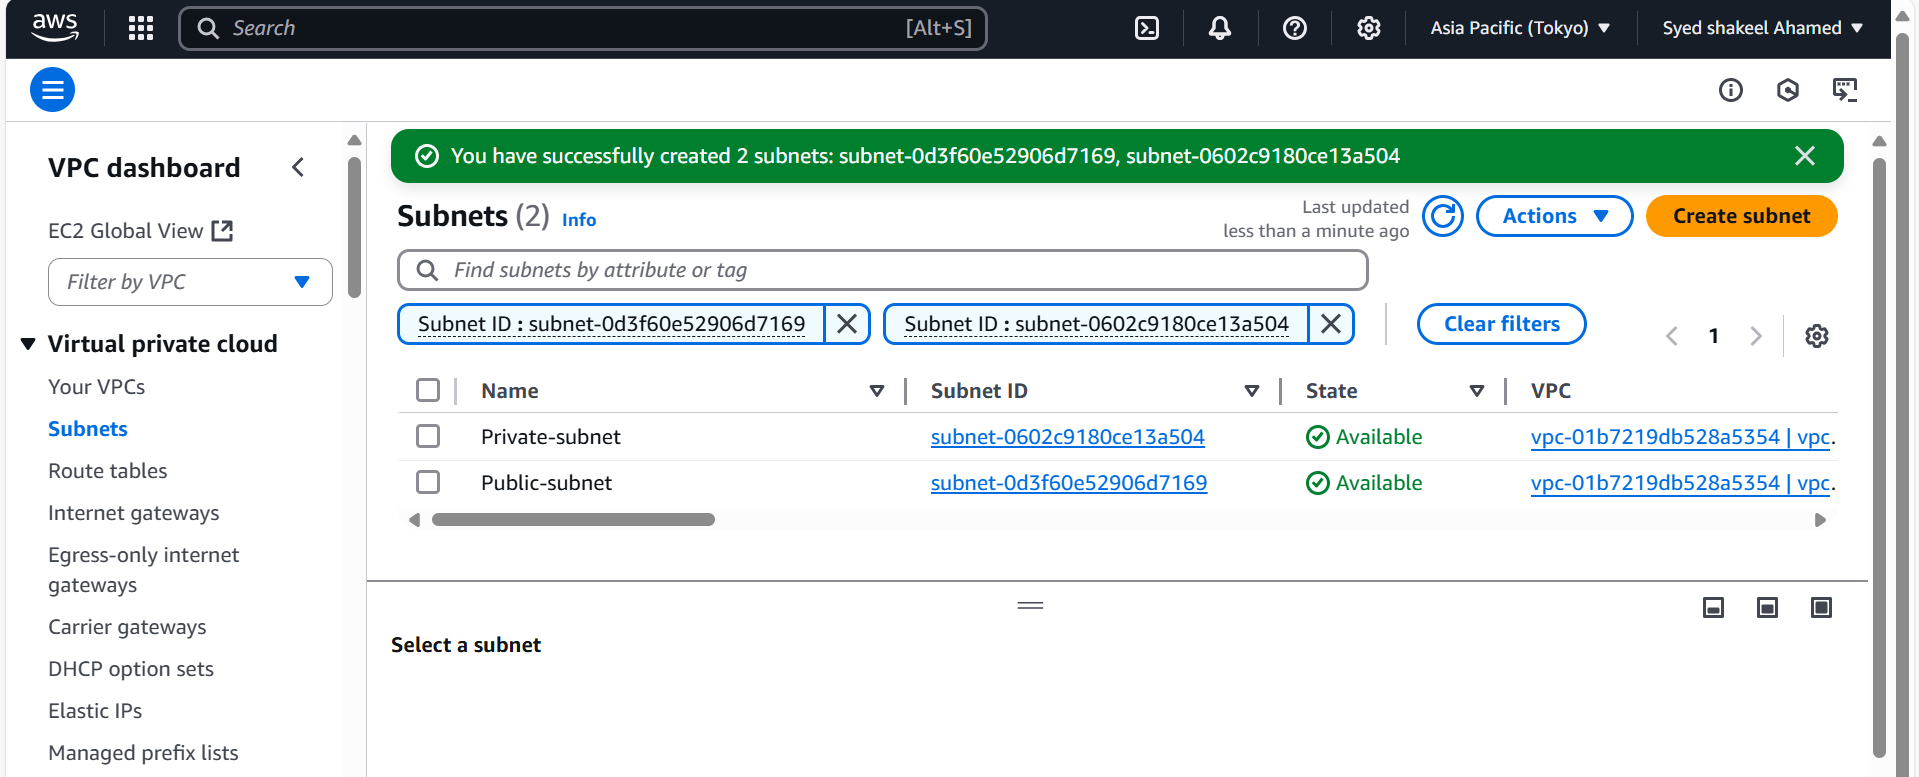 aws
Search
[Alt+S]
Asia Pacific (Tokyo)
Syed shakeel Ahamed
VPC dashboard
EC2 Global View
Filter by VPC
Virtual private cloud
Your VPCs
Subnets
Route tables
Internet gateways
Egress-only internet
gateways
Carrier gateways
DHCP option sets
Elastic IPs
Managed prefix lists
You have successfully created 2 subnets: subnet-0d3f60e52906d7169, subnet-0602c9180ce13a504
Subnets (2) Info
Last updated
less than a minute ago
Actions
Create subnet
Find subnets by attribute or tag
Subnet ID : subnet-0d3f60e52906d7169
Subnet ID : subnet-0602c9180ce13a504
Clear filters
1
Name Subnet ID State VPC
Private-subnet subnet-0602c9180ce13a504 Available vpc-01b7219db528a5354 | vpc.
Public-subnet subnet-0d3f60e52906d7169 Available vpc-01b7219db528a5354 | vpc.
Select a subnet